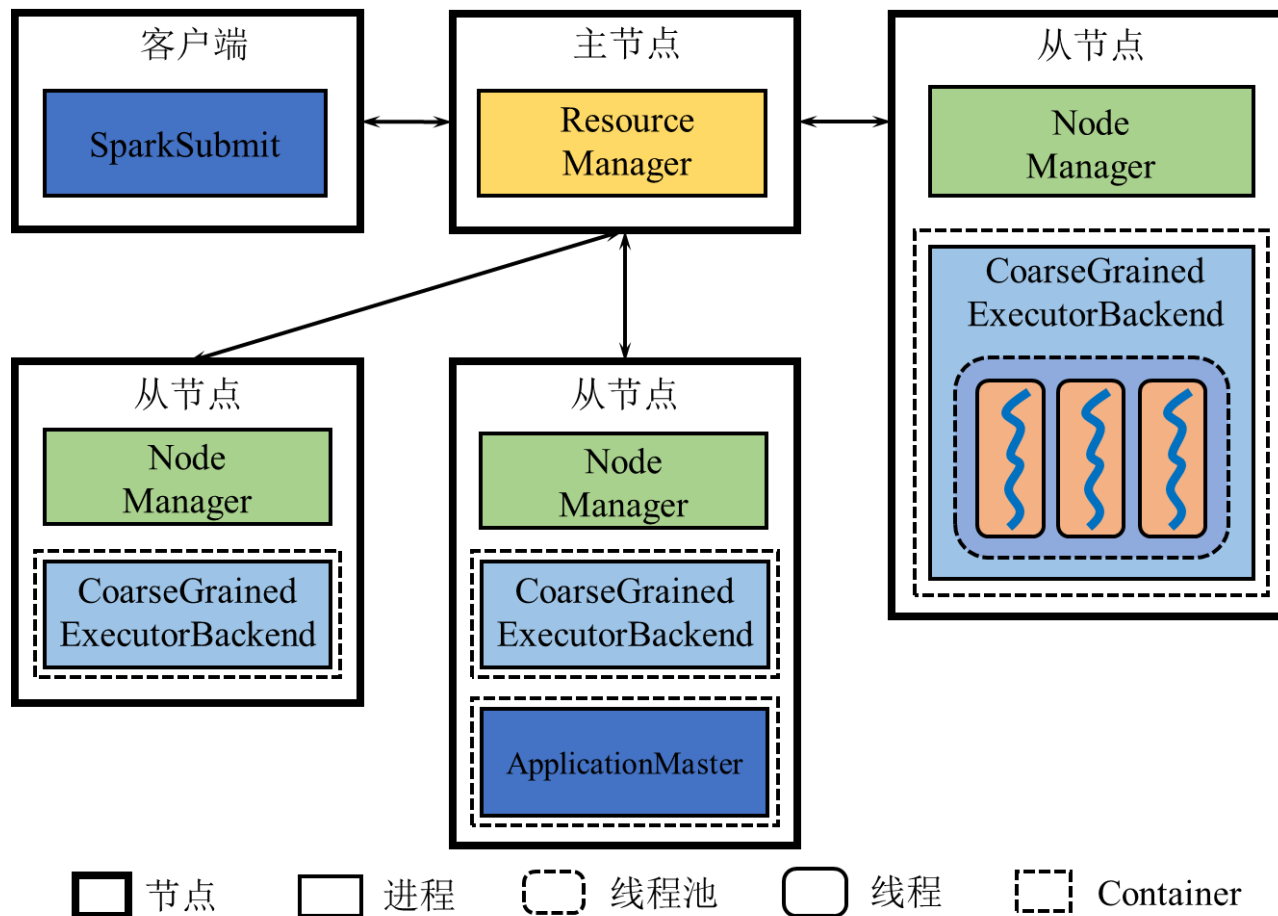 客户端
SparkSubmit
主节点
Resource
Manager
从节点
Node
Manager
CoarseGrained
ExecutorBackend
从节点
Node
Manager
CoarseGrained
ExecutorBackend
从节点
Node
Manager
CoarseGrained
ExecutorBackend
ApplicationMaster
节点
进程
线程池
线程
Container